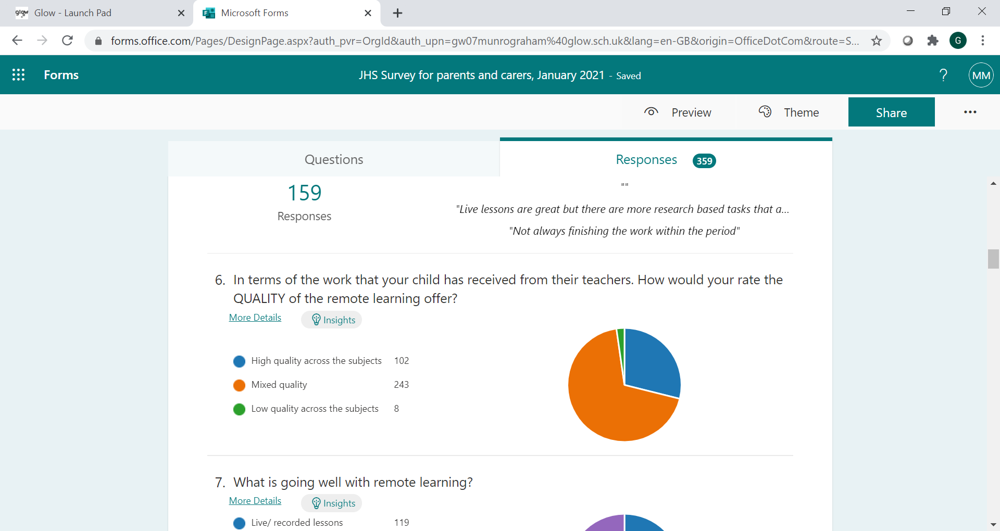 glow Glow - Launch Pad
Microsoft Forms
forms.office.com/Pages/DesignPage.aspx?auth_pvr=OrgId&auth_upn=gw07munrograham%40glow.sch.uk&lang=en-GB&origin=OfficeDotCom&route=S...
G
Forms
JHS Survey for parents and carers, January 2021 - Saved
?
MM
Preview
Theme
Share
Questions
Responses 359
159
Responses
""
"Live lessons are great but there are more research based tasks that a...
"Not always finishing the work within the period"
6. In terms of the work that your child has received from their teachers. How would your rate the
QUALITY of the remote learning offer?
More Details
Insights
High quality across the subjects 102
Mixed quality 243
Low quality across the subjects 8
7. What is going well with remote learning?
More Details
Insights
Live/ recorded lessons 119